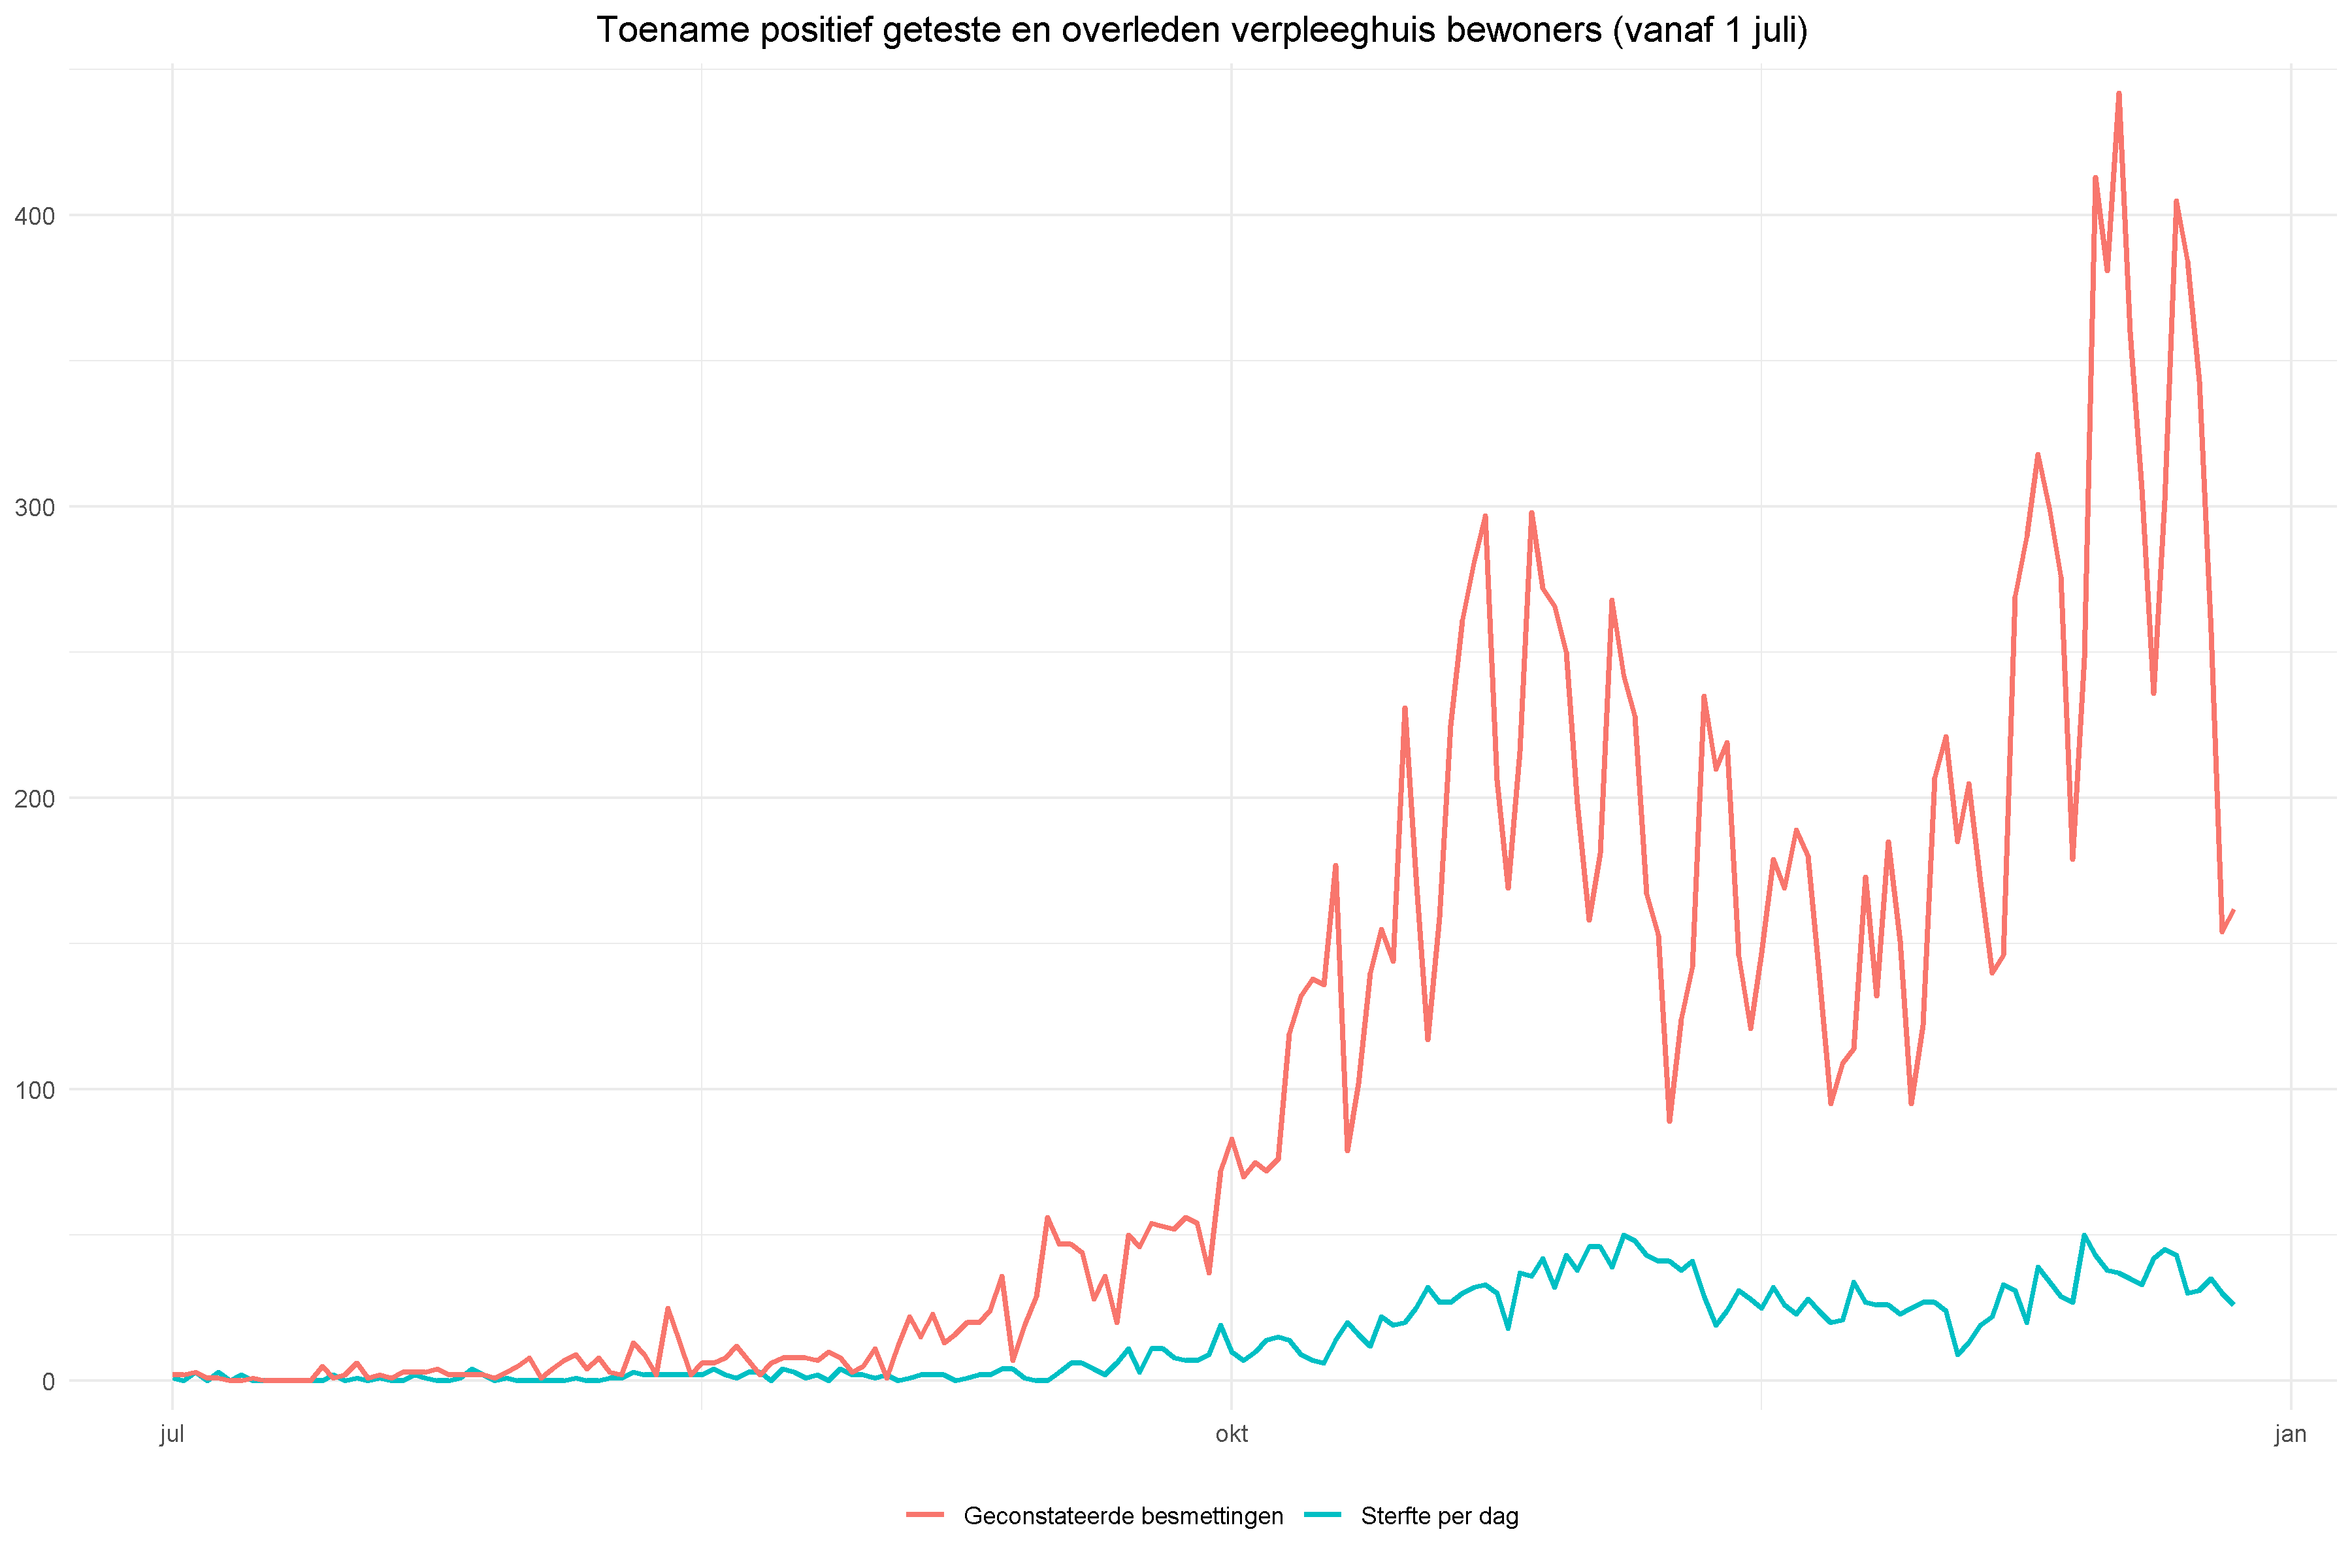 Toename positief geteste en overleden verpleeghuis bewoners (vanaf 1 juli)
400
300
200
100
0
jul okt jan
Geconstateerde besmettingen Sterfte per dag